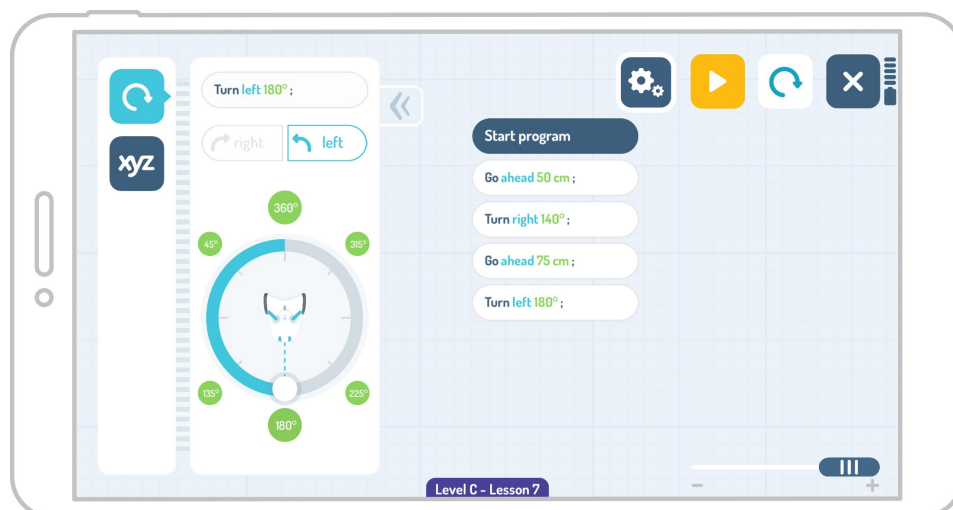 Turn left 180° ;
right
left
xyz
360°
45°
315°
135°
225°
180°
Start program
Go ahead 50 cm ;
Turn right 140° ;
Go ahead 75 cm ;
Turn left 180° ;
Level C - Lesson 7
- +